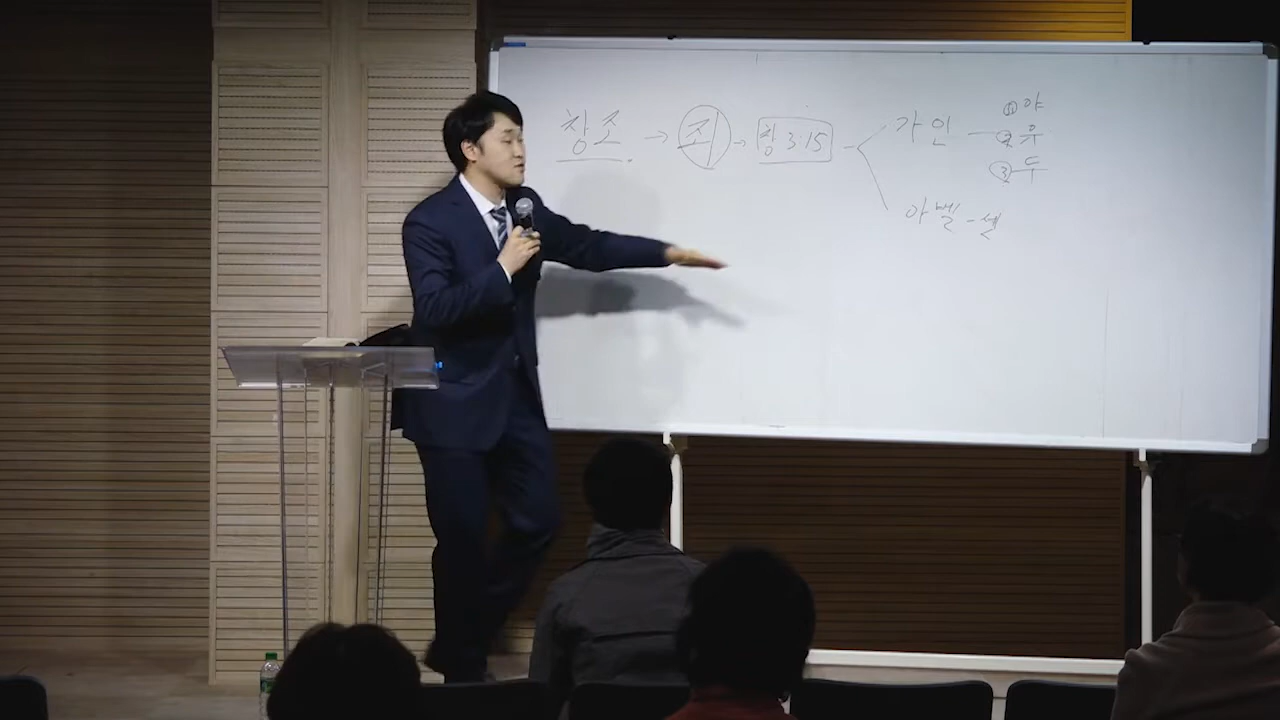 창조 → 죄 → 창 3:15
가인 — ① 야
② 유
③ 두
아벨 - 셋